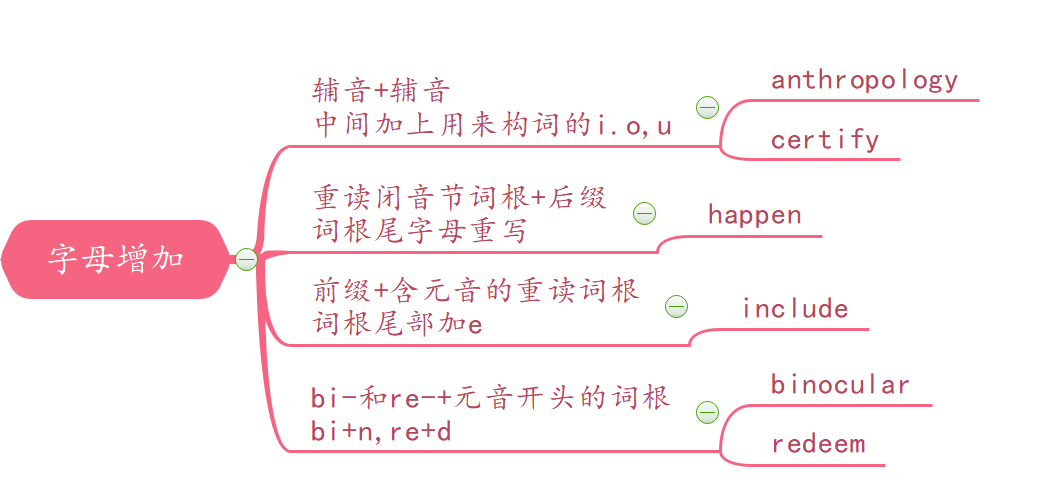 字母增加
辅音+辅音
中间加上用来构词的i.o,u
anthropology
certify
重读闭音节词根+后缀
词根尾字母重写
happen
前缀+含元音的重读词根
词根尾部加e
include
bi-和re-+元音开头的词根
bi+n,re+d
binocular
redeem